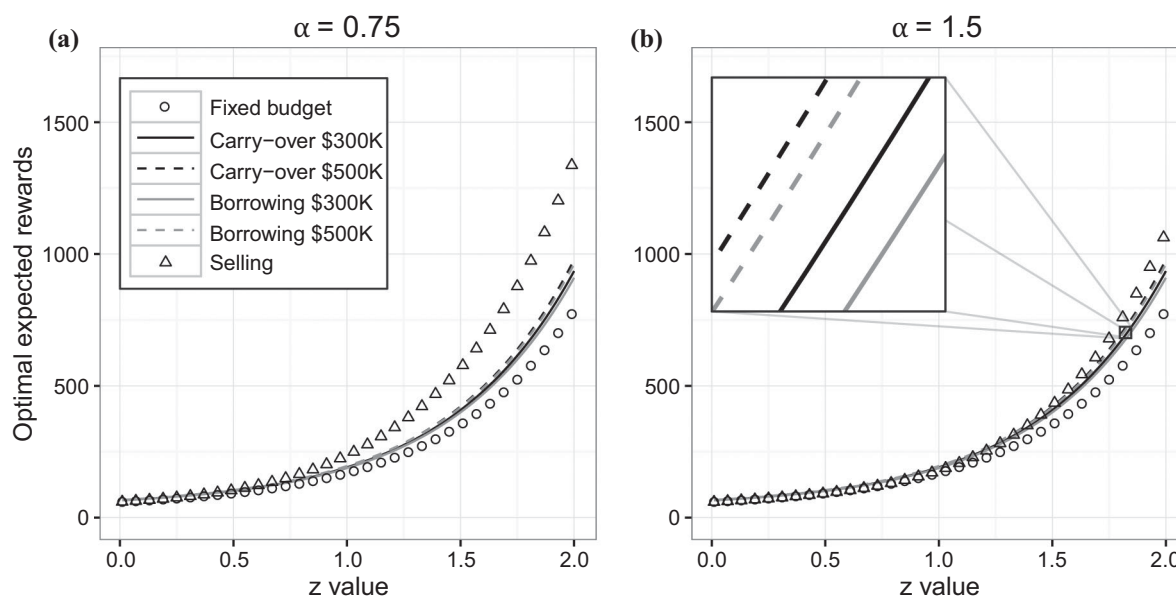 (a)
α = 0.75
Optimal expected rewards
1500
1000
500
0
Fixed budget
Carry−over $300K
Carry−over $500K
Borrowing $300K
Borrowing $500K
Selling
0.0 0.5 1.0 1.5 2.0
z value
(b)
α = 1.5
1500
1000
500
0
0.0 0.5 1.0 1.5 2.0
z value